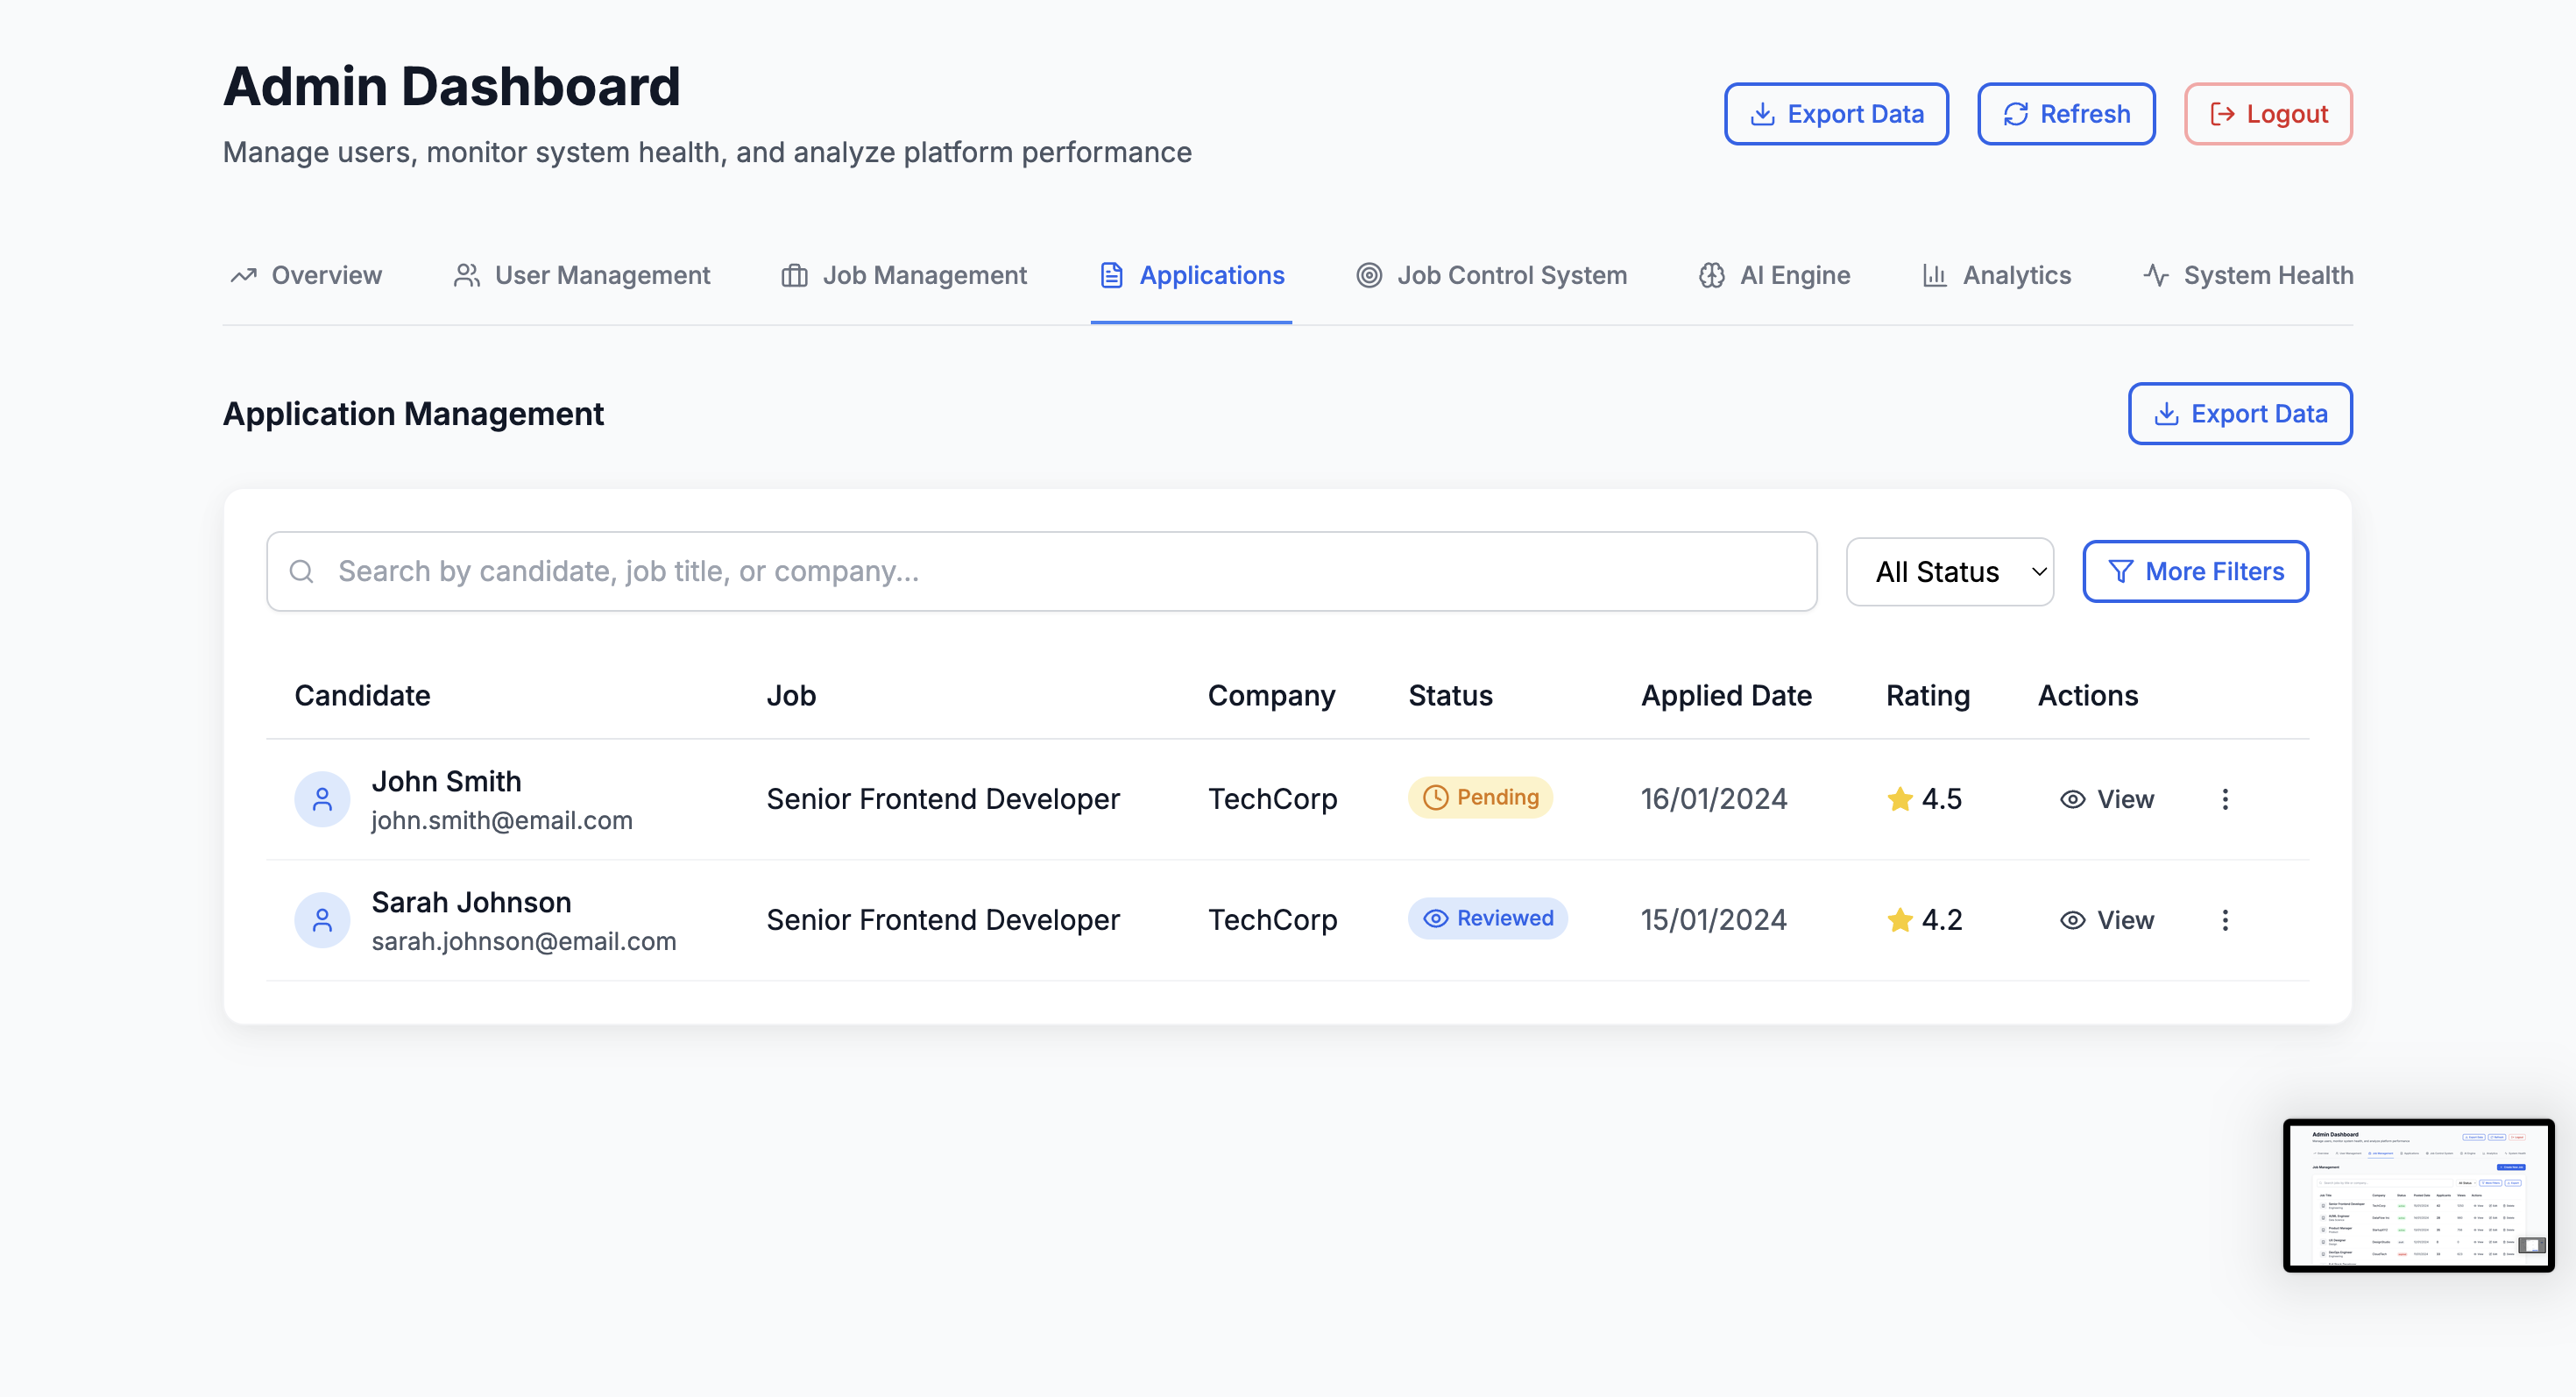 Admin Dashboard
Manage users, monitor system health, and analyze platform performance
Export Data
Refresh
Logout
Overview
User Management
Job Management
Applications
Job Control System
AI Engine
Analytics
System Health
Application Management
Export Data
Search by candidate, job title, or company...
All Status
More Filters
Candidate Job Company Status Applied Date Rating Actions
John Smith
john.smith@email.com
Senior Frontend Developer
TechCorp
Pending
16/01/2024
4.5
View
Sarah Johnson
sarah.johnson@email.com
Senior Frontend Developer
TechCorp
Reviewed
15/01/2024
4.2
View
Admin Dashboard
Job Management